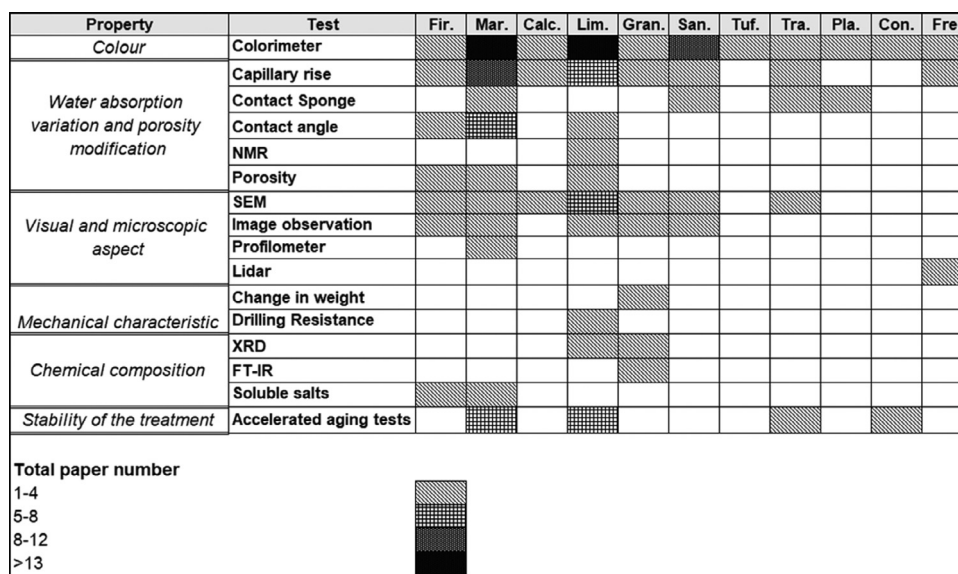 Property Test Fir. Mar. Calc. Lim. Gran. San. Tuf. Tra. Pla. Con. Fre
Colour Colorimeter
Water absorption variation and porosity modification Capillary rise
Contact Sponge
Contact angle
NMR
Porosity
Visual and microscopic aspect SEM
Image observation
Profilometer
Lidar
Mechanical characteristic Change in weight
Drilling Resistance
Chemical composition XRD
FT-IR
Soluble salts
Stability of the treatment Accelerated aging tests
Total paper number
1-4
5-8
8-12
>13